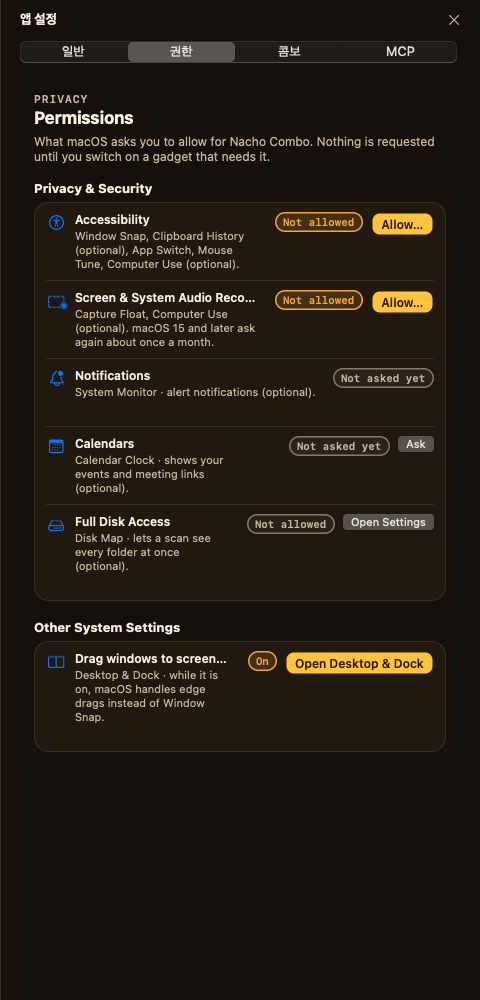 앱 설정
일반
권한
콤보
MCP
PRIVACY
Permissions
What macOS asks you to allow for Nacho Combo. Nothing is requested
until you switch on a gadget that needs it.
Privacy & Security
Accessibility
Not allowed
Allow...
Window Snap, Clipboard History
(optional), App Switch, Mouse
Tune, Computer Use (optional).
Screen & System Audio Reco...
Not allowed
Allow...
Capture Float, Computer Use
(optional). macOS 15 and later ask
again about once a month.
Notifications
Not asked yet
System Monitor · alert notifications (optional).
Calendars
Not asked yet
Ask
Calendar Clock · shows your
events and meeting links
(optional).
Full Disk Access
Not allowed
Open Settings
Disk Map · lets a scan see
every folder at once
(optional).
Other System Settings
Drag windows to screen...
On
Open Desktop & Dock
Desktop & Dock · while it is
on, macOS handles edge
drags instead of Window
Snap.